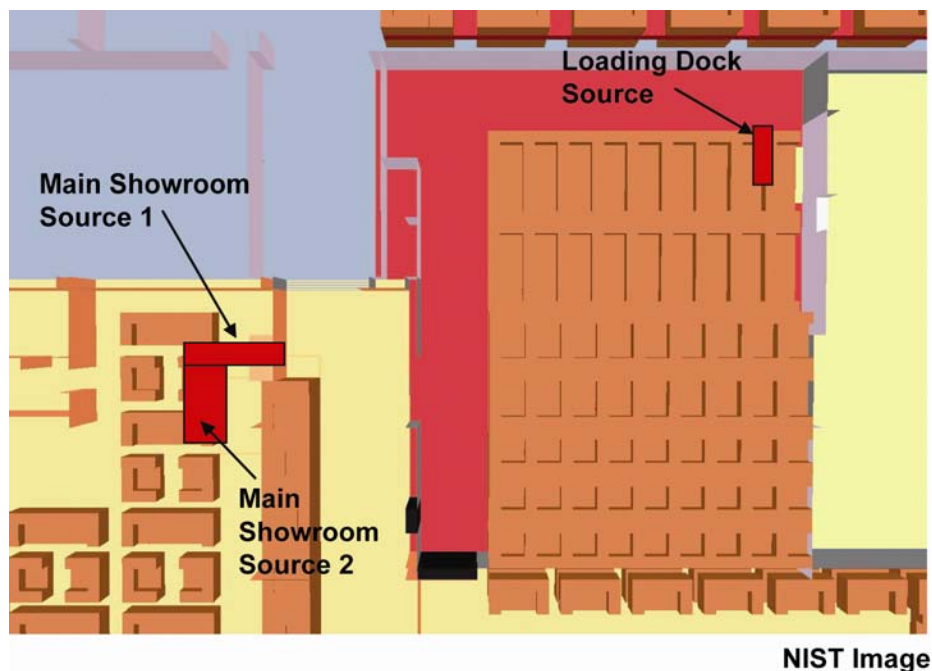 Loading Dock
Source
Main Showroom
Source 1
Main
Showroom
Source 2
NIST Image